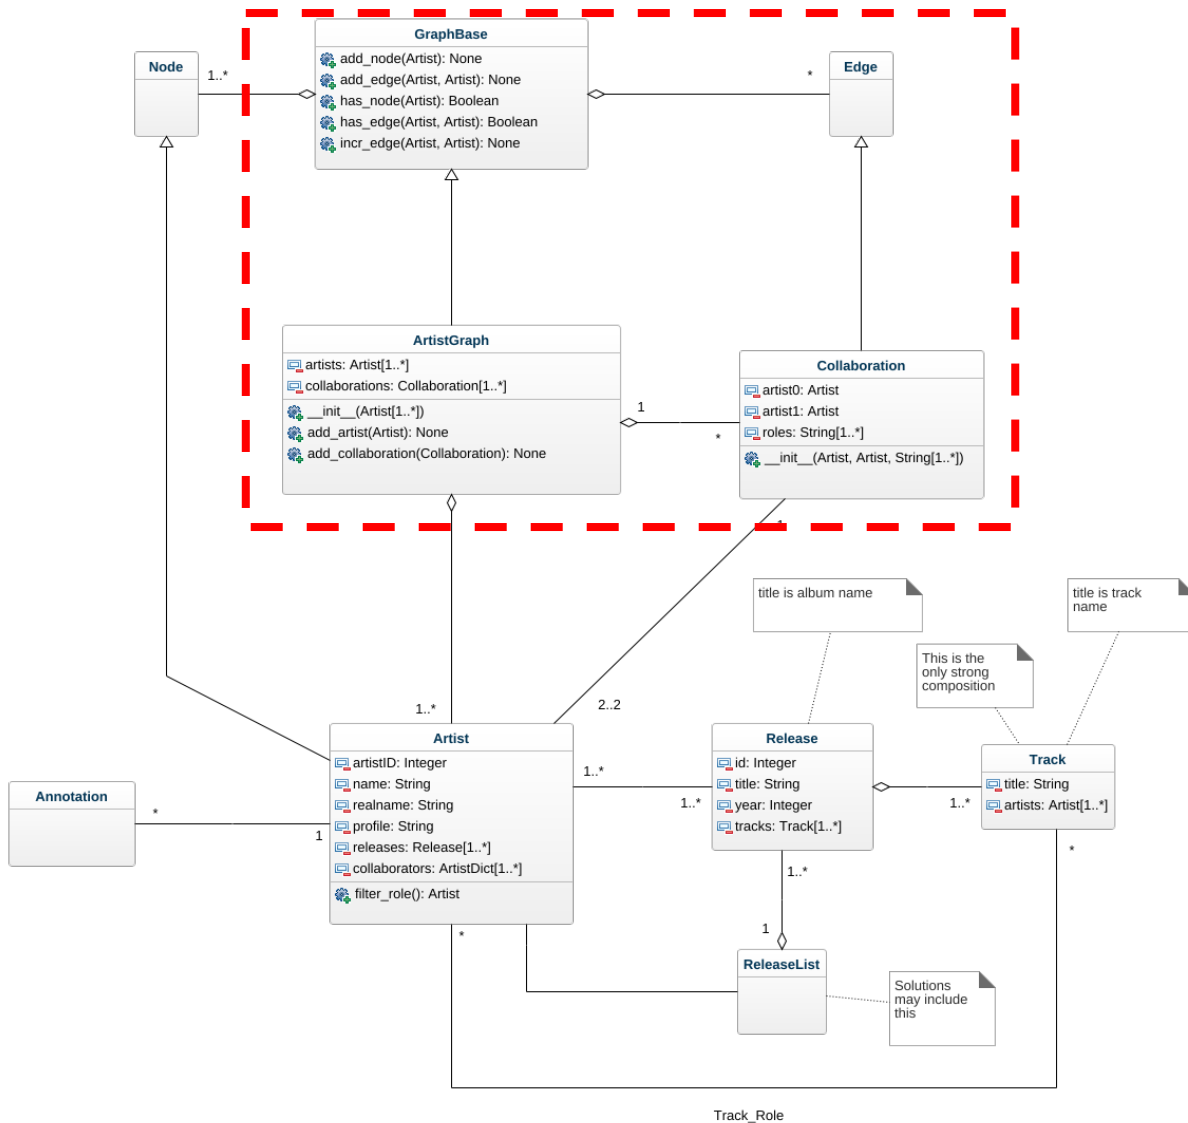 GraphBase
add_node(Artist): None
add_edge(Artist, Artist): None
has_node(Artist): Boolean
has_edge(Artist, Artist): Boolean
incr_edge(Artist, Artist): None
Node
1..*
*
Edge
ArtistGraph
artists: Artist[1..*]
collaborations: Collaboration[1..*]
__init__(Artist[1..*])
add_artist(Artist): None
add_collaboration(Collaboration): None
1
*
Collaboration
artist0: Artist
artist1: Artist
roles: String[1..*]
__init__(Artist, Artist, String[1..*])
title is album name
title is track
name
This is the
only strong
composition
1..*
2..2
Artist
artistID: Integer
name: String
realname: String
profile: String
releases: Release[1..*]
collaborators: ArtistDict[1..*]
filter_role(): Artist
1..*
1..*
Release
id: Integer
title: String
year: Integer
tracks: Track[1..*]
1..*
Track
title: String
artists: Artist[1..*]
Annotation
*
1
*
1..*
1
*
ReleaseList
Solutions
may include
this
Track_Role